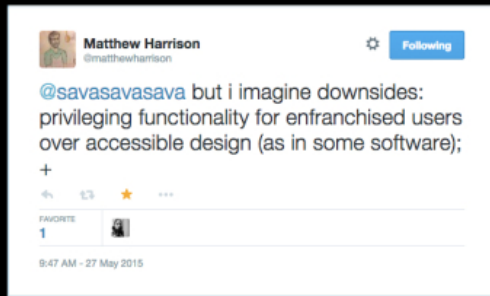 Matthew Harrison
@matthewharrison
Following
@savasavasava but i imagine downsides:
privileging functionality for enfranchised users
over accessible design (as in some software);
+
FAVORITE
1
9:47 AM - 27 May 2015